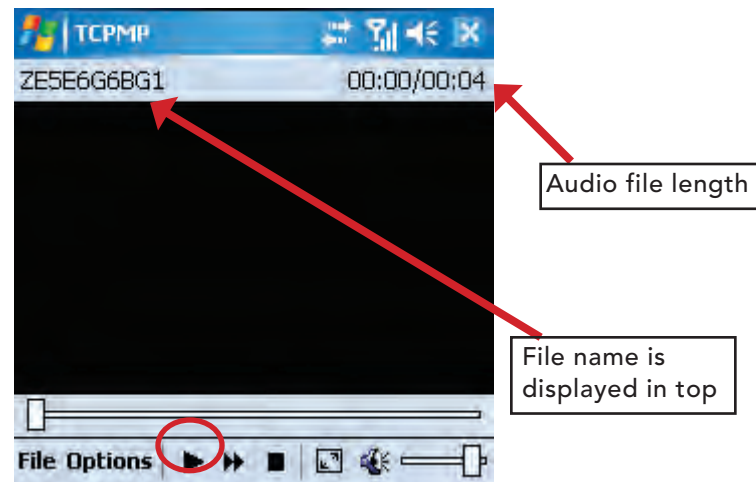 TCPMP
ZE5E6G6BG1 00:00/00:04
Audio file length
File name is
displayed in top
File Options